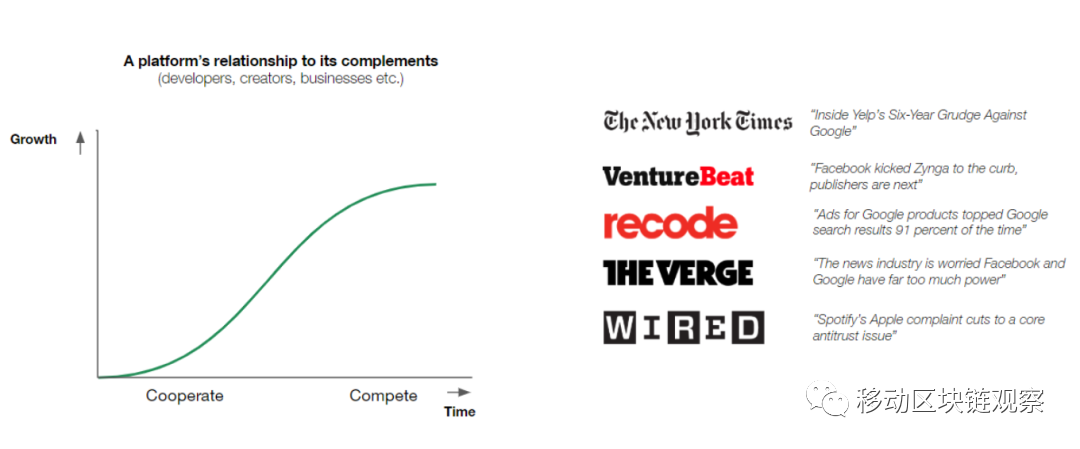 A platform's relationship to its complements
(developers, creators, businesses etc.)
Growth
Cooperate
Compete
Time
The New York Times
"Inside Yelp's Six-Year Grudge Against
Google"
VentureBeat
"Facebook kicked Zynga to the curb,
publishers are next"
recode
"Ads for Google products topped Google
search results 91 percent of the time"
THE VERGE
"The news industry is worried Facebook and
Google have far too much power"
WIRED
"Spotify's Apple complaint cuts to a core
antitrust issue"
移动区块链观察